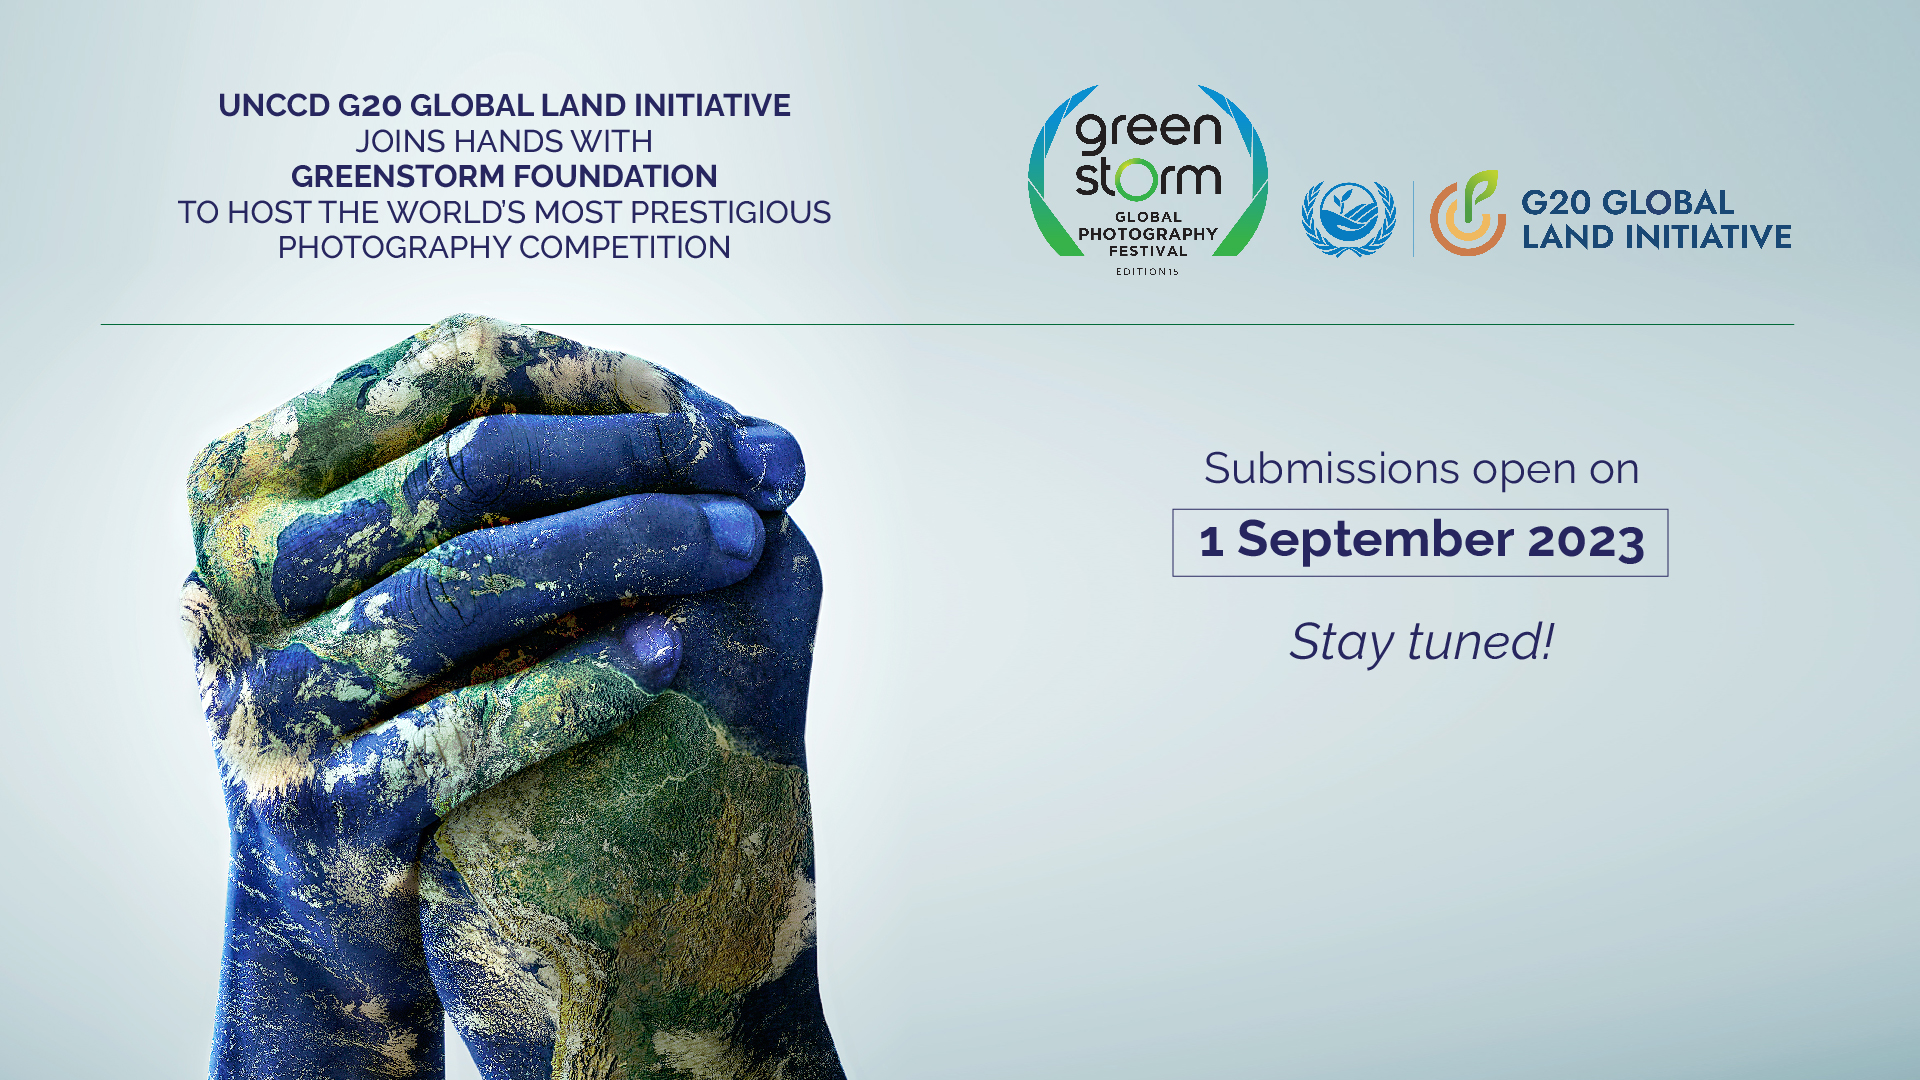 UNCCD G20 GLOBAL LAND INITIATIVE
JOINS HANDS WITH
GREENSTORM FOUNDATION
TO HOST THE WORLD'S MOST PRESTIGIOUS
PHOTOGRAPHY COMPETITION
green
storm
GLOBAL
PHOTOGRAPHY
FESTIVAL
EDITION 15
G20 GLOBAL
LAND INITIATIVE
Submissions open on
1 September 2023
Stay tuned!